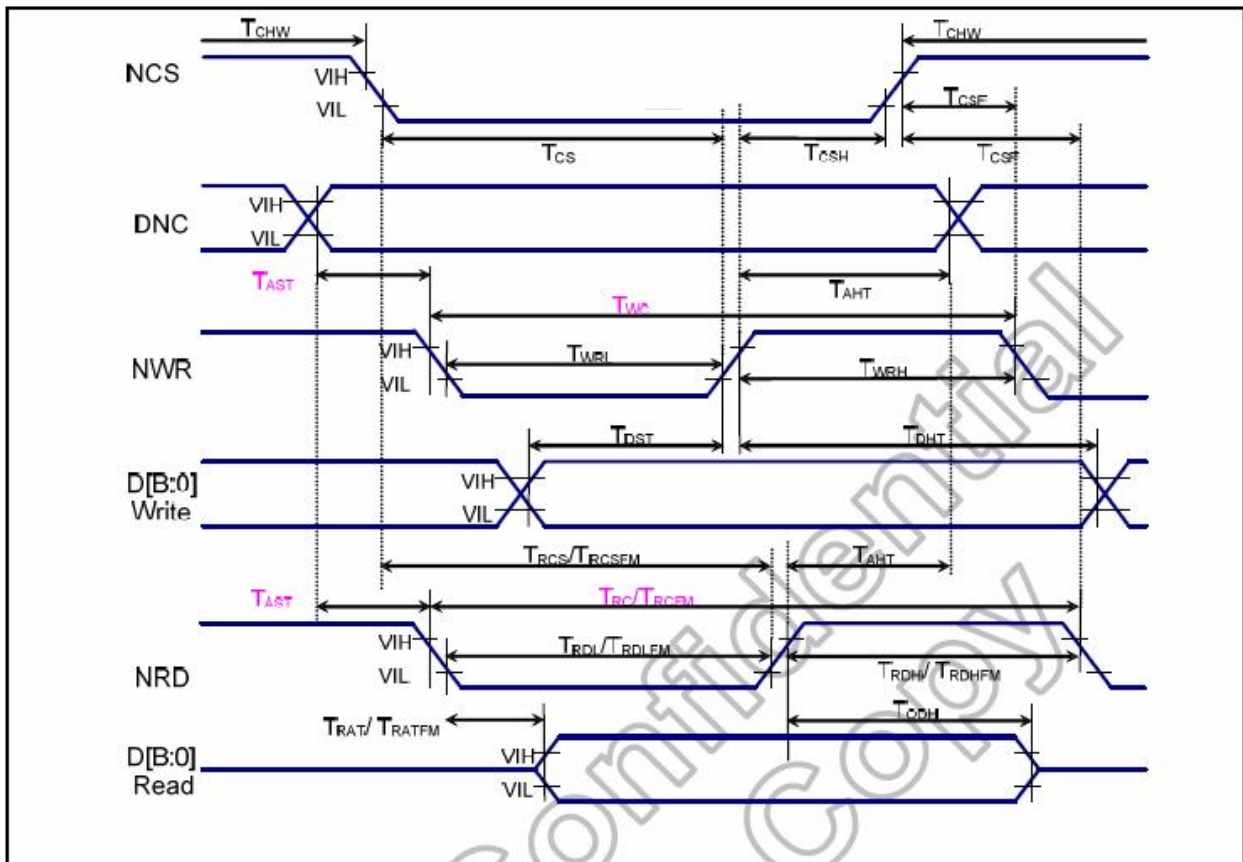 TCHW
TCHW
NCS
VIH
VIL
TCSF
TCS
TCSH
TCSF
DNC
VIH
VIL
TAST
TAHT
TWC
NWR
VIH
VIL
TWRL
TWRH
TDST
TDHT
D[B:0]
Write
VIH
VIL
TRCS/TRCSFM
TAHT
TAST
TRC/TRCFM
NRD
VIH
VIL
TRDL/TRDLFM
TRDH/ TRDHFM
TRAT/ TRATFM
TODH
D[B:0]
Read
VIH
VIL
Confidential
Copy